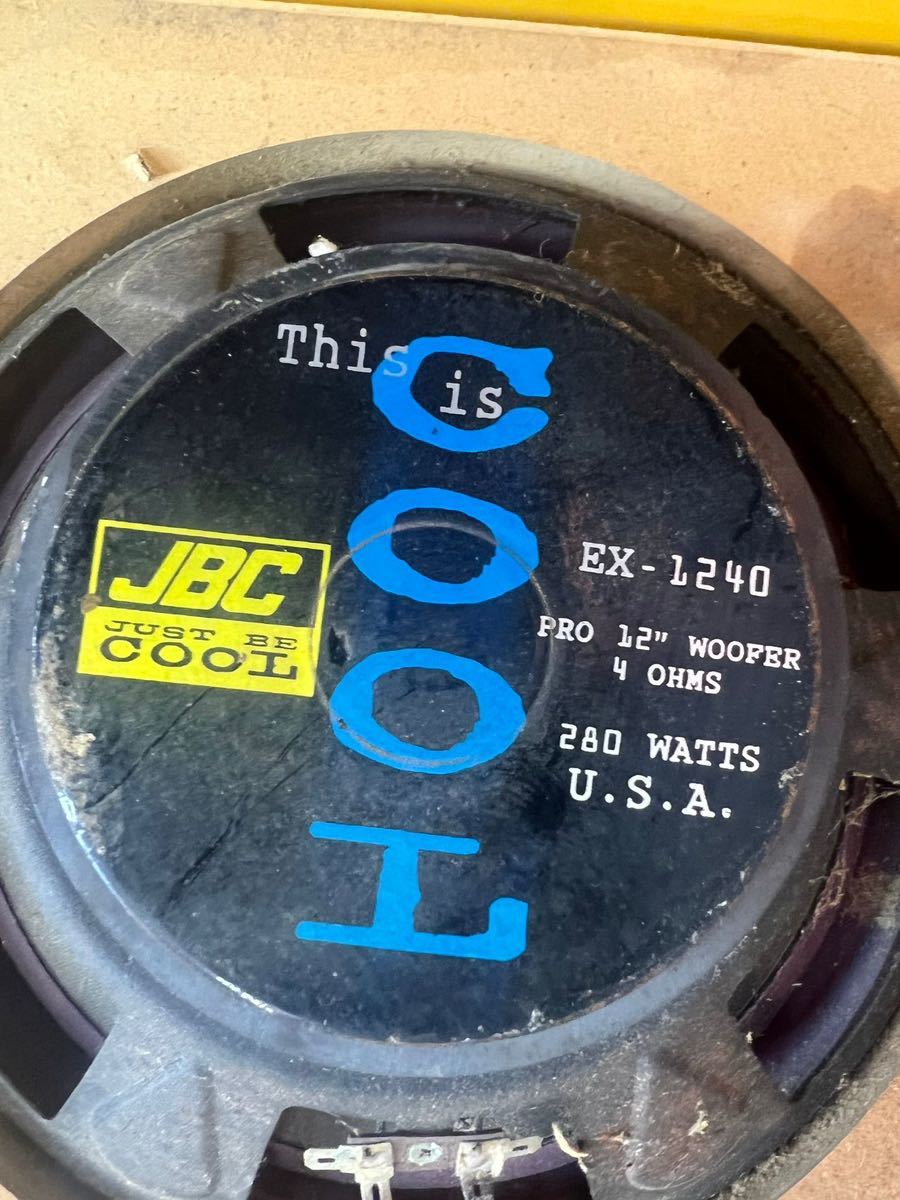 This is
COOL
JBC
JUST BE
COOL
EX-1240
PRO 12" WOOFER
4 OHMS
280 WATTS
U.S.A.